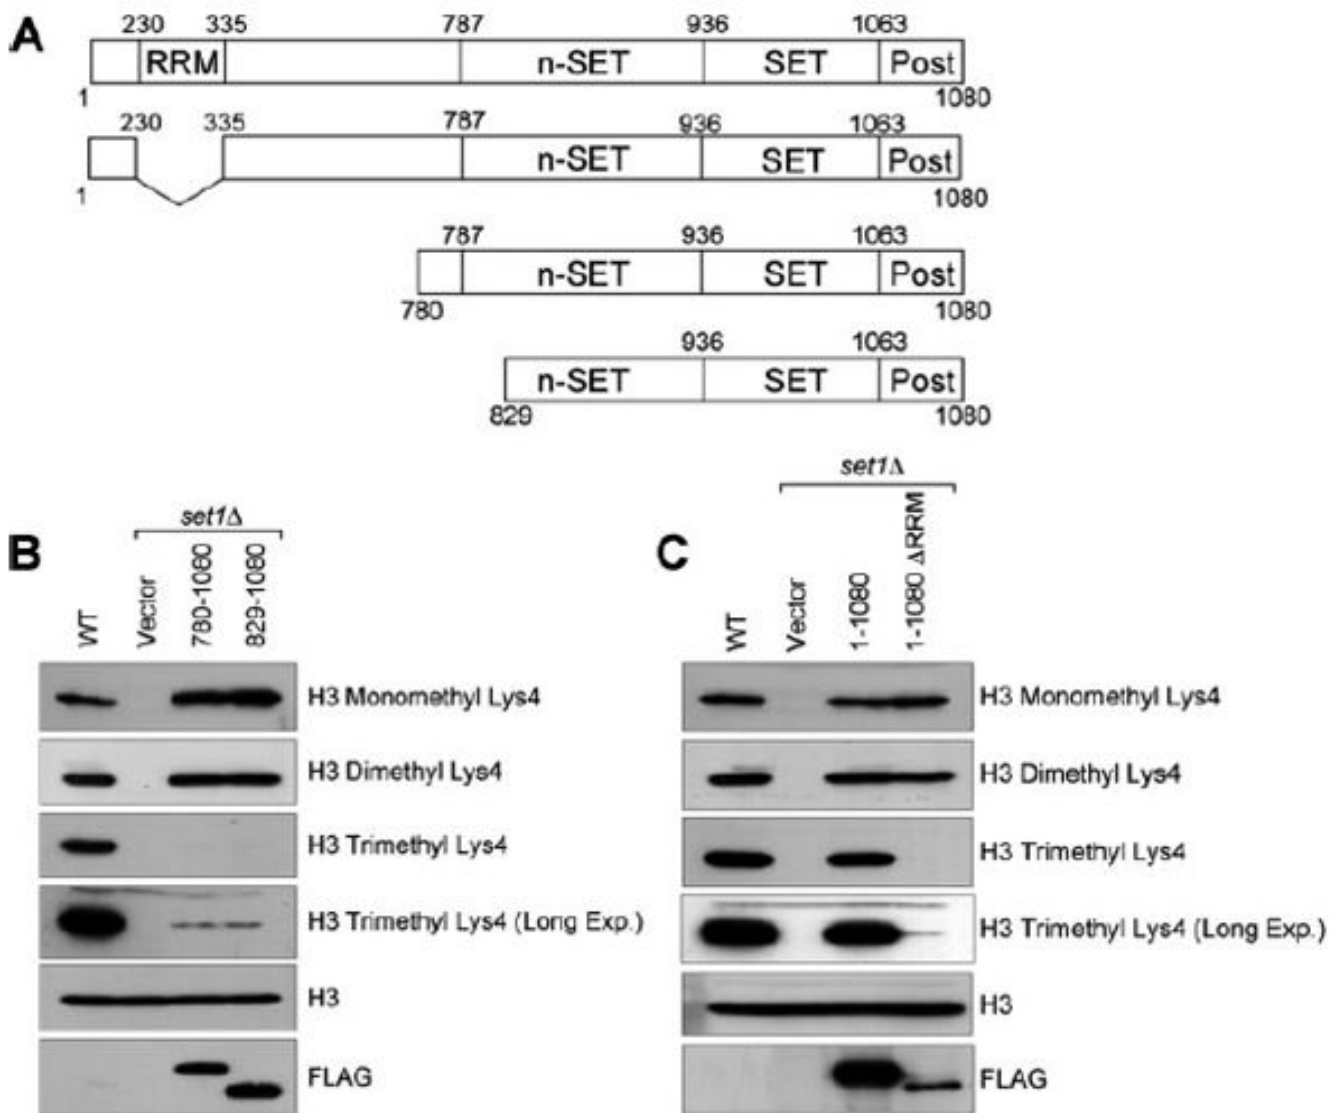 A
230 335 787 936 1063
RRM n-SET SET Post
1 1080
230 335 787 936 1063
n-SET SET Post
1 1080
787 936 1063
n-SET SET Post
780 1080
936 1063
n-SET SET Post
829 1080
B
set1Δ
WT Vector 780-1080 829-1080
H3 Monomethyl Lys4
H3 Dimethyl Lys4
H3 Trimethyl Lys4
H3 Trimethyl Lys4 (Long Exp.)
H3
FLAG
C
set1Δ
WT Vector 1-1080 1-1080 ΔRRM
H3 Monomethyl Lys4
H3 Dimethyl Lys4
H3 Trimethyl Lys4
H3 Trimethyl Lys4 (Long Exp.)
H3
FLAG